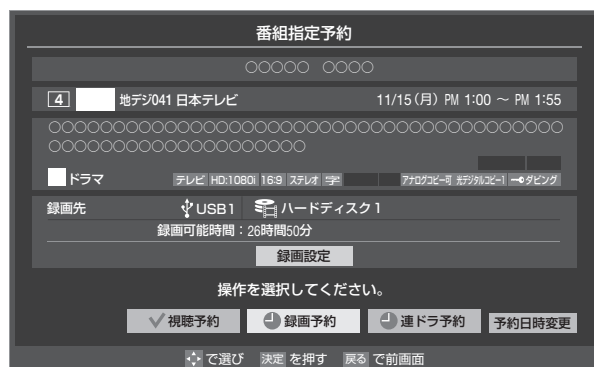 番組指定予約
○○○○○ ○○○○
4 地デジ041 日本テレビ 11/15(月) PM 1:00 ～ PM 1:55
○○○○○○○○○○○○○○○○○○○○○○○○○○○○○○○○○○○○○○
○○○○○○○○○○○○○○○○○○○
ドラマ テレビ HD:1080i 16:9 ステレオ 字 アナログコピー可 光デジタルコピー1 ダビング
録画先 USB1 ハードディスク1
録画可能時間：26時間50分
録画設定
操作を選択してください。
視聴予約 録画予約 連ドラ予約 予約日時変更
で選び 決定 を押す 戻る で前画面